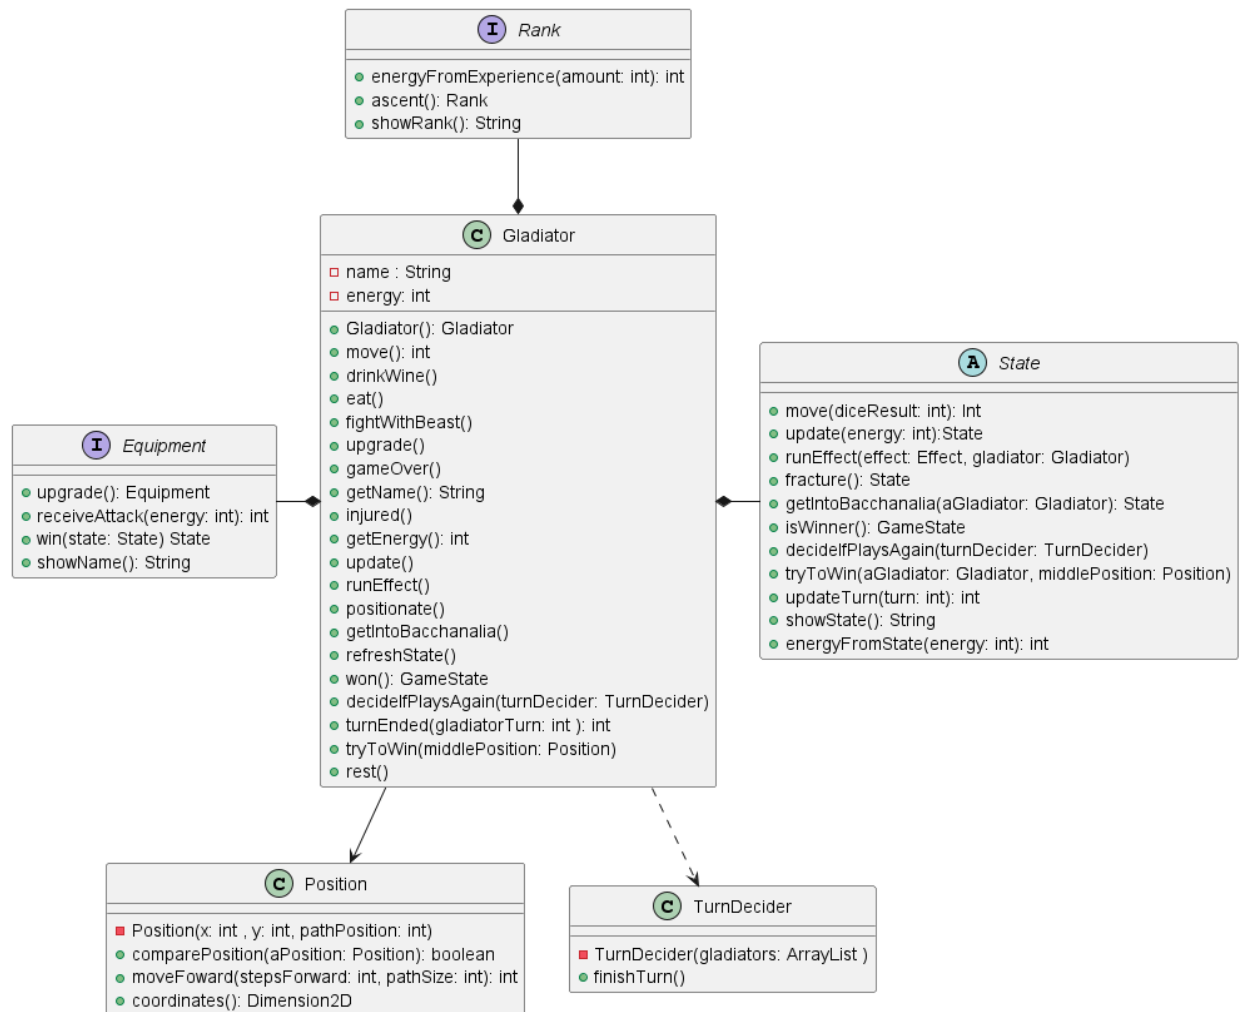 I Rank
energyFromExperience(amount: int): int
ascent(): Rank
showRank(): String
C Gladiator
name : String
energy: int
Gladiator(): Gladiator
move(): int
drinkWine()
eat()
fightWithBeast()
upgrade()
gameOver()
getName(): String
injured()
getEnergy(): int
update()
runEffect()
positionate()
getIntoBacchanalia()
refreshState()
won(): GameState
decideIfPlaysAgain(turnDecider: TurnDecider)
turnEnded(gladiatorTurn: int ): int
tryToWin(middlePosition: Position)
rest()
A State
move(diceResult: int): Int
update(energy: int):State
runEffect(effect: Effect, gladiator: Gladiator)
fracture(): State
getIntoBacchanalia(aGladiator: Gladiator): State
isWinner(): GameState
decideIfPlaysAgain(turnDecider: TurnDecider)
tryToWin(aGladiator: Gladiator, middlePosition: Position)
updateTurn(turn: int): int
showState(): String
energyFromState(energy: int): int
I Equipment
upgrade(): Equipment
receiveAttack(energy: int): int
win(state: State) State
showName(): String
C Position
Position(x: int , y: int, pathPosition: int)
comparePosition(aPosition: Position): boolean
moveFoward(stepsForward: int, pathSize: int): int
coordinates(): Dimension2D
C TurnDecider
TurnDecider(gladiators: ArrayList )
finishTurn()